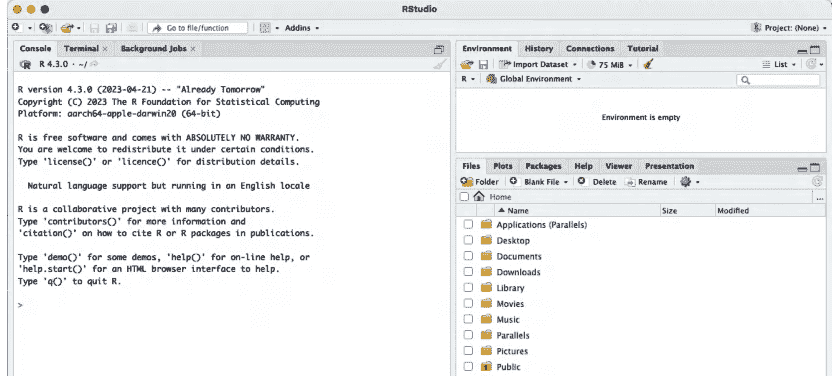 RStudio
Go to file/function
Addins
Project: (None)
Console Terminal Background Jobs
R 4.3.0 · ~/
R version 4.3.0 (2023-04-21) -- "Already Tomorrow"
Copyright (C) 2023 The R Foundation for Statistical Computing
Platform: aarch64-apple-darwin20 (64-bit)
R is free software and comes with ABSOLUTELY NO WARRANTY.
You are welcome to redistribute it under certain conditions.
Type 'license()' or 'licence()' for distribution details.
Natural language support but running in an English locale
R is a collaborative project with many contributors.
Type 'contributors()' for more information and
'citation()' on how to cite R or R packages in publications.
Type 'demo()' for some demos, 'help()' for on-line help, or
'help.start()' for an HTML browser interface to help.
Type 'q()' to quit R.
>
Environment History Connections Tutorial
Import Dataset 75 MiB List
R Global Environment
Environment is empty
Files Plots Packages Help Viewer Presentation
Folder Blank File Delete Rename
Home ...
Name Size Modified
Applications (Parallels)
Desktop
Documents
Downloads
Library
Movies
Music
Parallels
Pictures
Public